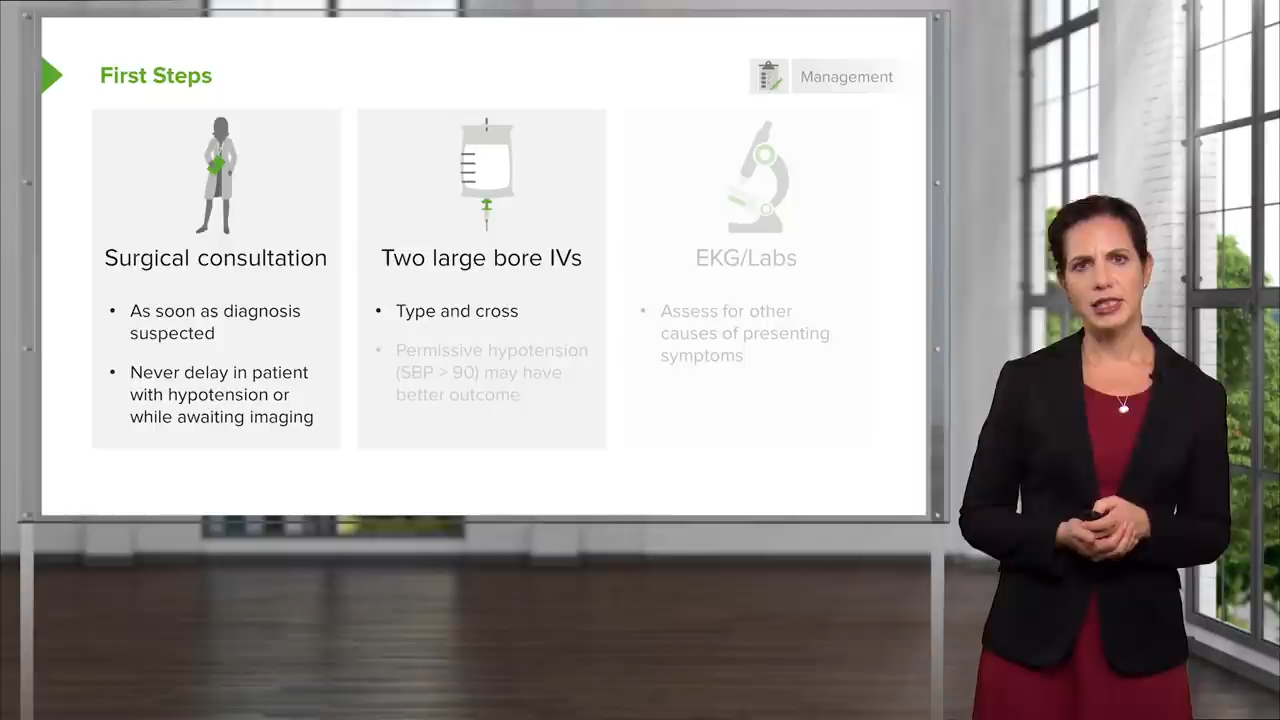 First Steps
Management
Surgical consultation
• As soon as diagnosis
suspected
• Never delay in patient
with hypotension or
while awaiting imaging
Two large bore IVs
• Type and cross
• Permissive hypotension
(SBP > 90) may have
better outcome
EKG/Labs
• Assess for other
causes of presenting
symptoms